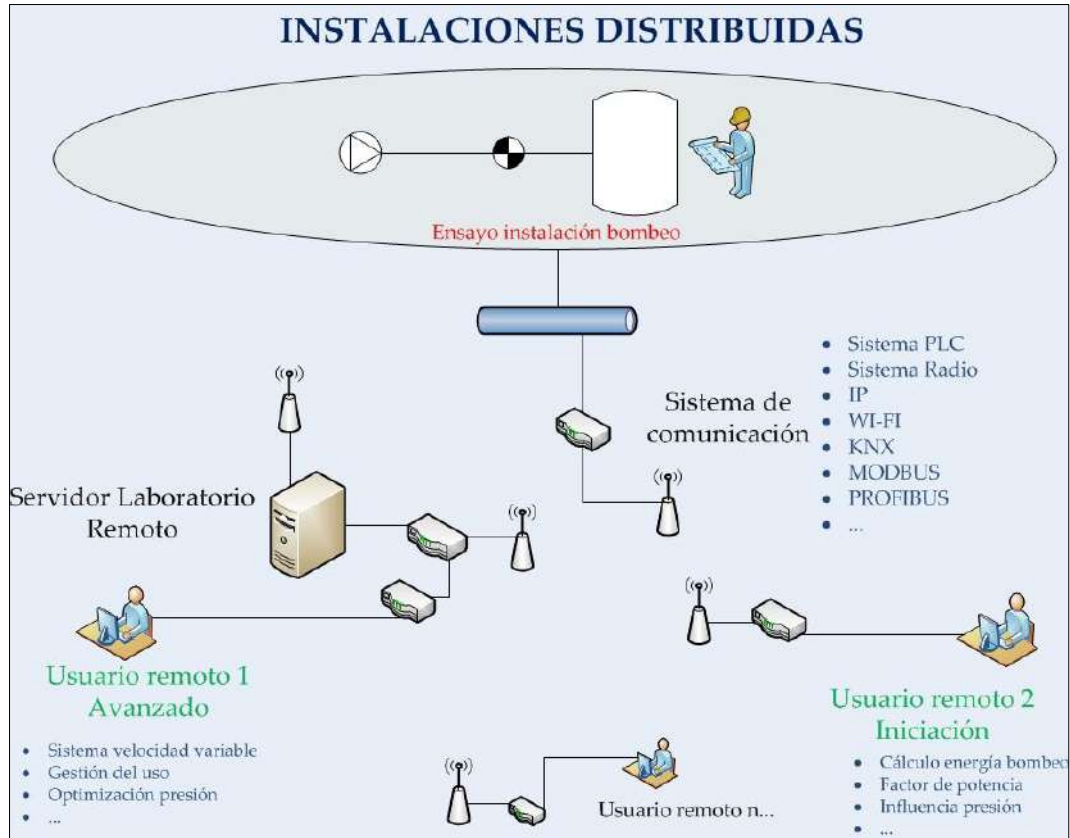 INSTALACIONES DISTRIBUIDAS
Ensayo instalación bombeo
Sistema de
comunicación
• Sistema PLC
• Sistema Radio
• IP
• WI-FI
• KNX
• MODBUS
• PROFIBUS
• ...
Servidor Laboratorio
Remoto
Usuario remoto 1
Avanzado
• Sistema velocidad variable
• Gestión del uso
• Optimización presión
• ...
Usuario remoto n...
Usuario remoto 2
Iniciación
• Cálculo energía bombeo
• Factor de potencia
• Influencia presión
• ...